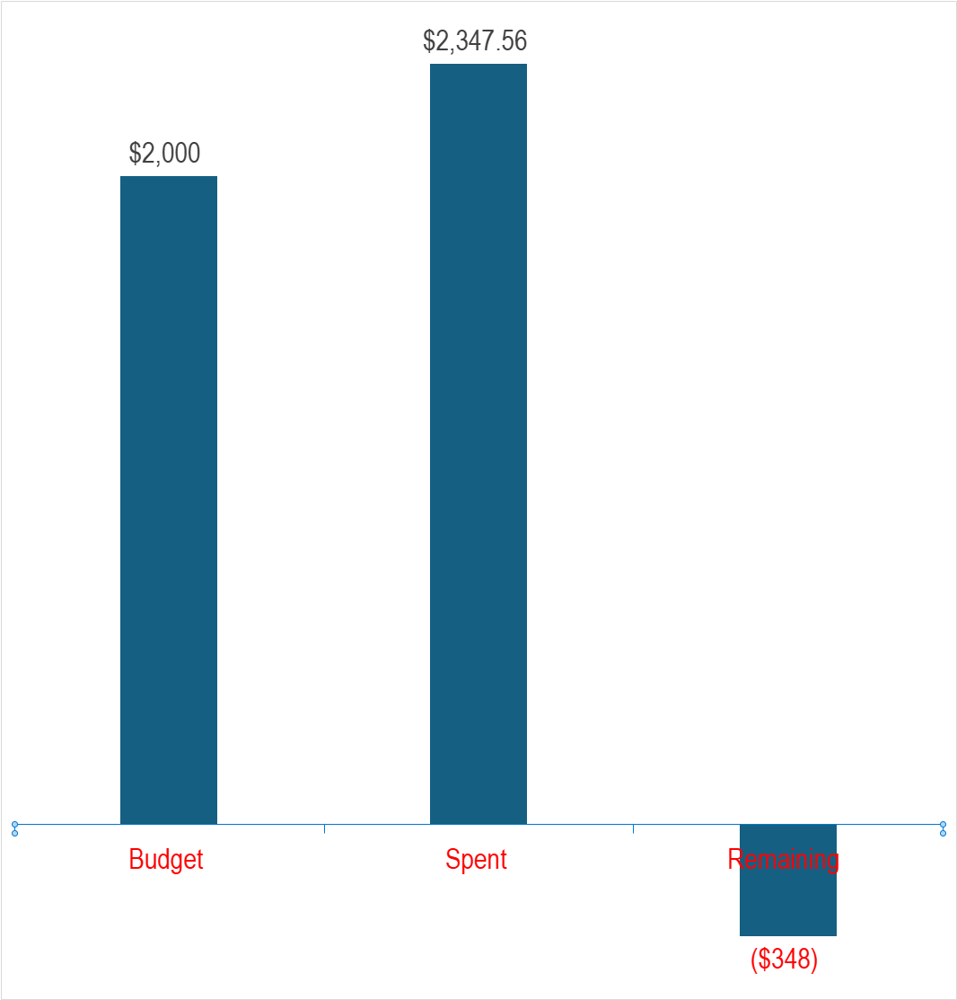 $2,347.56
$2,000
Budget
Spent
Remaining
($348)